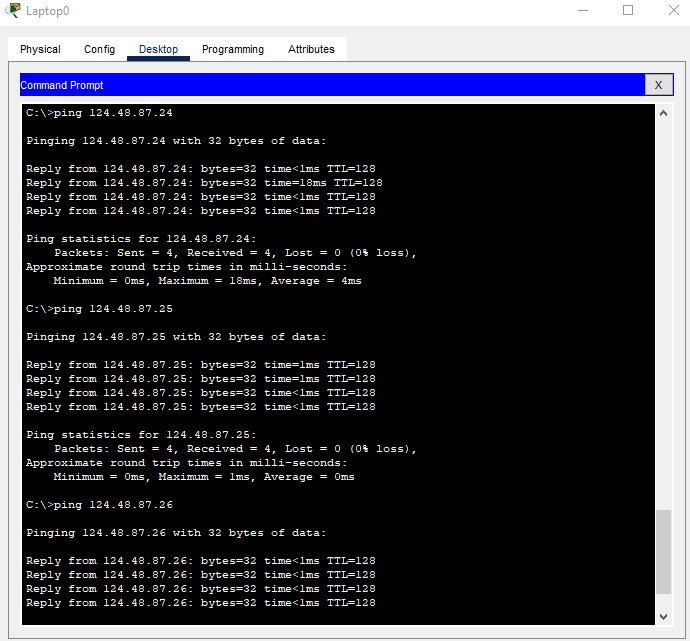 Laptop0
Physical Config Desktop Programming Attributes
Command Prompt X
C:\>ping 124.48.87.24
Pinging 124.48.87.24 with 32 bytes of data:
Reply from 124.48.87.24: bytes=32 time<1ms TTL=128
Reply from 124.48.87.24: bytes=32 time=18ms TTL=128
Reply from 124.48.87.24: bytes=32 time<1ms TTL=128
Reply from 124.48.87.24: bytes=32 time<1ms TTL=128
Ping statistics for 124.48.87.24:
    Packets: Sent = 4, Received = 4, Lost = 0 (0% loss),
Approximate round trip times in milli-seconds:
    Minimum = 0ms, Maximum = 18ms, Average = 4ms
C:\>ping 124.48.87.25
Pinging 124.48.87.25 with 32 bytes of data:
Reply from 124.48.87.25: bytes=32 time=1ms TTL=128
Reply from 124.48.87.25: bytes=32 time<1ms TTL=128
Reply from 124.48.87.25: bytes=32 time<1ms TTL=128
Reply from 124.48.87.25: bytes=32 time<1ms TTL=128
Ping statistics for 124.48.87.25:
    Packets: Sent = 4, Received = 4, Lost = 0 (0% loss),
Approximate round trip times in milli-seconds:
    Minimum = 0ms, Maximum = 1ms, Average = 0ms
C:\>ping 124.48.87.26
Pinging 124.48.87.26 with 32 bytes of data:
Reply from 124.48.87.26: bytes=32 time<1ms TTL=128
Reply from 124.48.87.26: bytes=32 time<1ms TTL=128
Reply from 124.48.87.26: bytes=32 time<1ms TTL=128
Reply from 124.48.87.26: bytes=32 time<1ms TTL=128